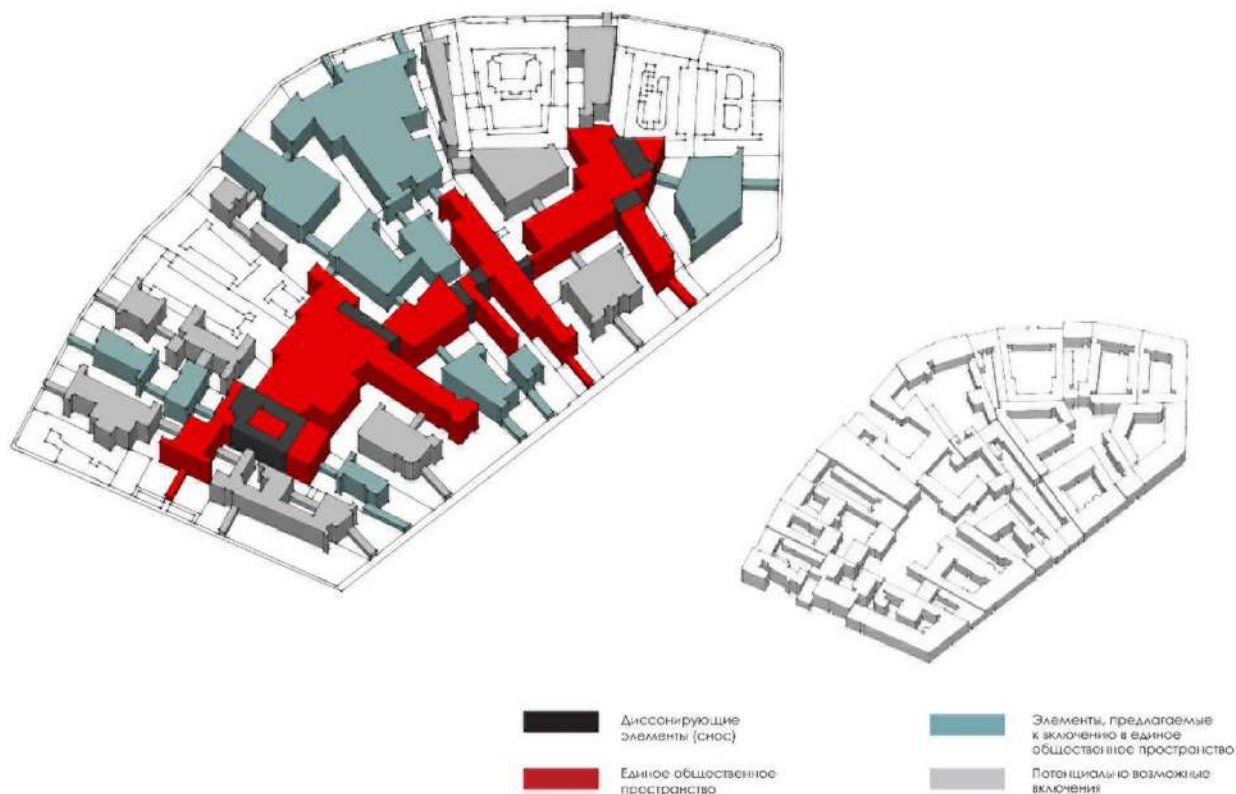 Диссонирующие
элементы (снос)
Единое общественное
пространство
Элементы, предлагаемые
к включению в единое
общественное пространство
Потенциально возможные
включения